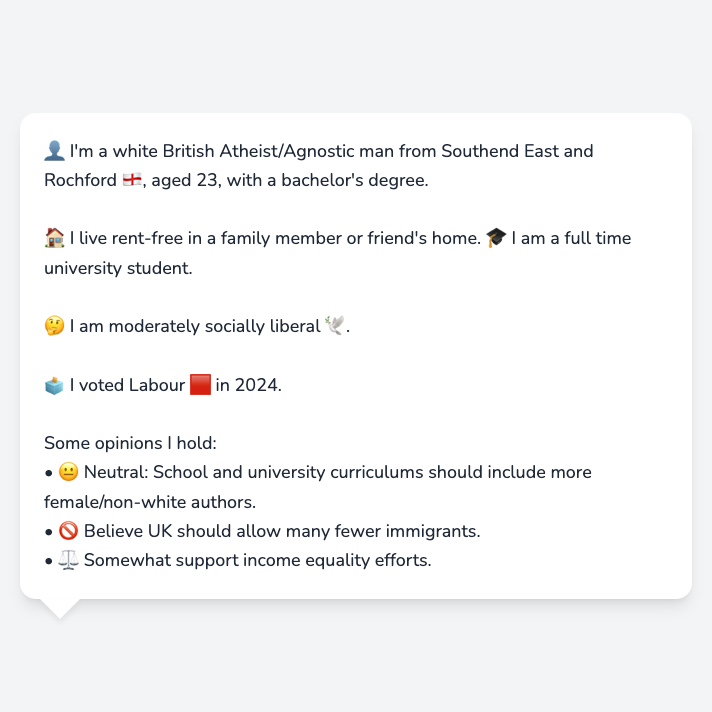 👤 I'm a white British Atheist/Agnostic man from Southend East and
Rochford 🏴󠁧󠁢󠁥󠁮󠁧󠁿, aged 23, with a bachelor's degree.
🏠 I live rent-free in a family member or friend's home. 🎓 I am a full time
university student.
🤔 I am moderately socially liberal 🕊️.
🗳️ I voted Labour 🟥 in 2024.
Some opinions I hold:
• 😐 Neutral: School and university curriculums should include more
female/non-white authors.
• 🚫 Believe UK should allow many fewer immigrants.
• ⚖️ Somewhat support income equality efforts.